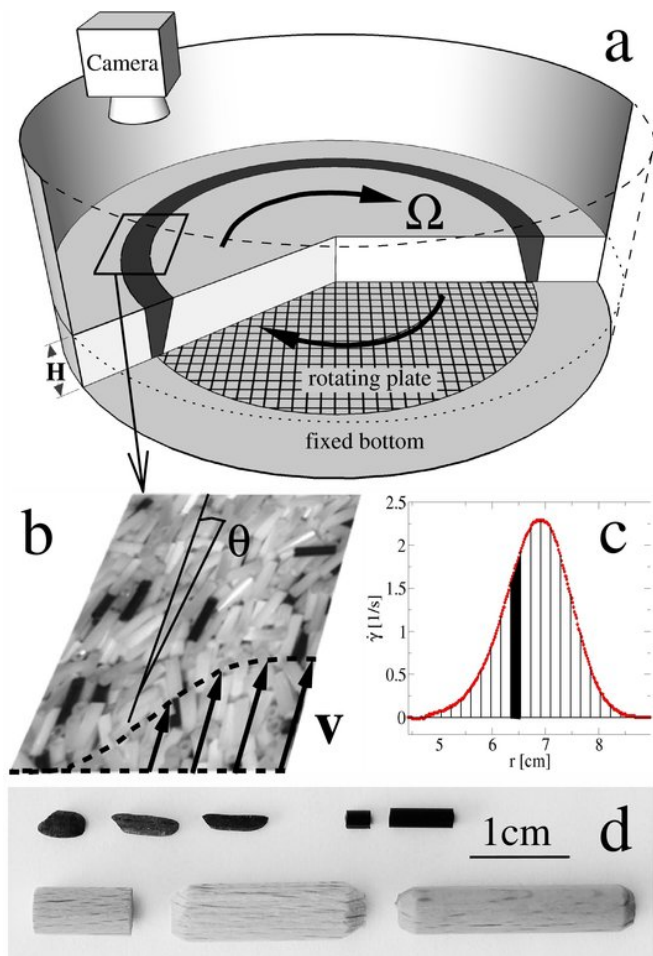 a
Camera
Ω
H
rotating plate
fixed bottom
b
θ
v
c
2.5
2
1.5
1
0.5
0
γ̇ [1/s]
5 6 7 8
r [cm]
d
1cm